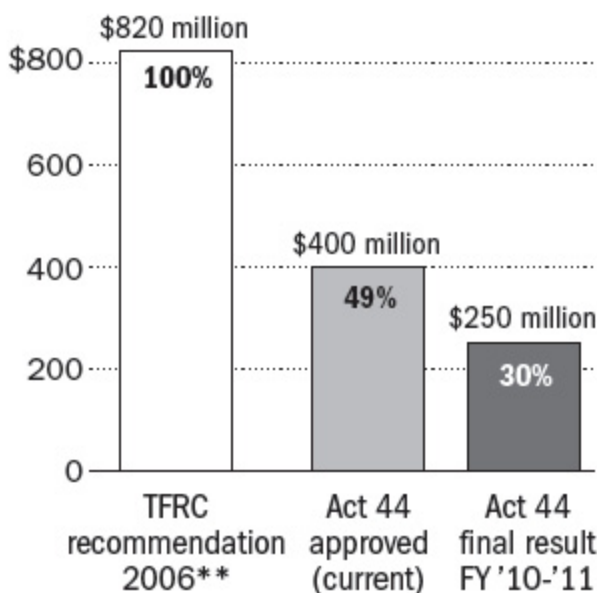 $820 million
$800
100%
600
$400 million
400
49%
$250 million
200
30%
0
TFRC
recommendation
2006**
Act 44
approved
(current)
Act 44
final result
FY ’10-’11